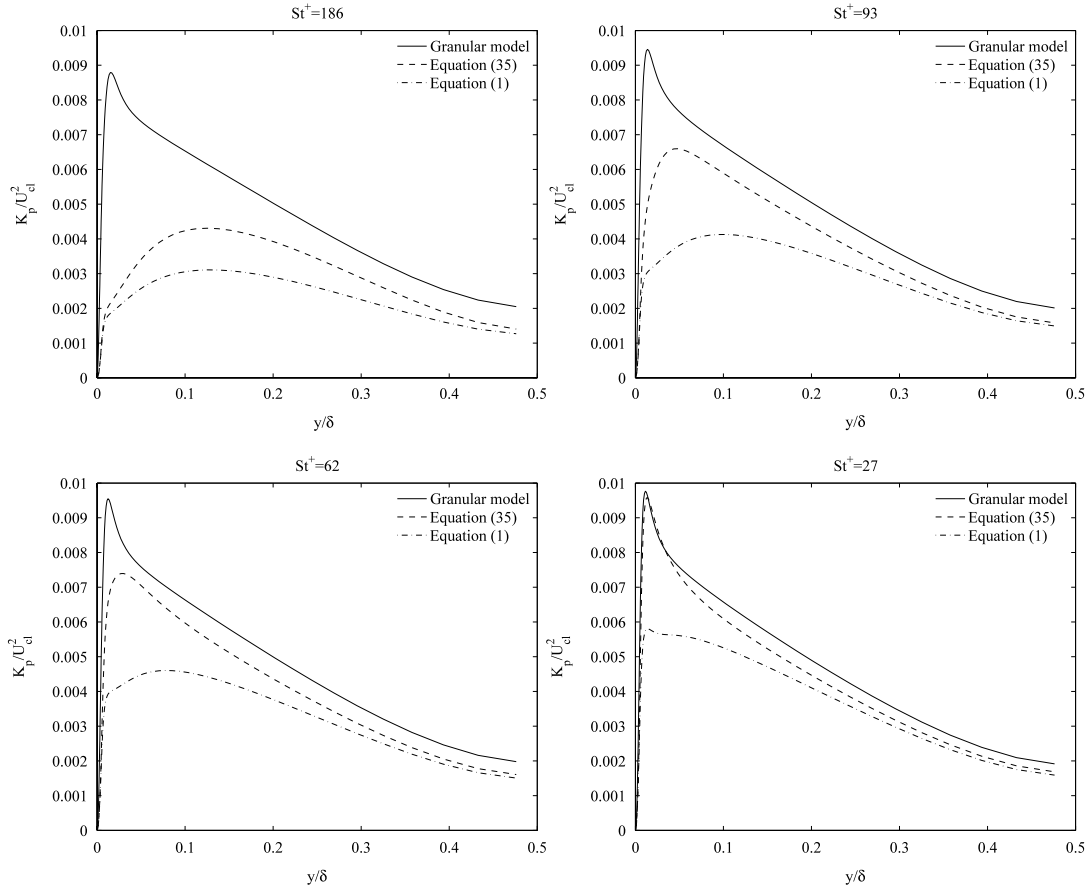 St+=186
0.01
0.009
0.008
0.007
0.006
0.005
0.004
0.003
0.002
0.001
0
Kp/U²cl
Granular model
Equation (35)
Equation (1)
0 0.1 0.2 0.3 0.4 0.5
y/δ
St+=93
0.01
0.009
0.008
0.007
0.006
0.005
0.004
0.003
0.002
0.001
0
Kp/U²cl
Granular model
Equation (35)
Equation (1)
0 0.1 0.2 0.3 0.4 0.5
y/δ
St+=62
0.01
0.009
0.008
0.007
0.006
0.005
0.004
0.003
0.002
0.001
0
Kp/U²cl
Granular model
Equation (35)
Equation (1)
0 0.1 0.2 0.3 0.4 0.5
y/δ
St+=27
0.01
0.009
0.008
0.007
0.006
0.005
0.004
0.003
0.002
0.001
0
Kp/U²cl
Granular model
Equation (35)
Equation (1)
0 0.1 0.2 0.3 0.4 0.5
y/δ